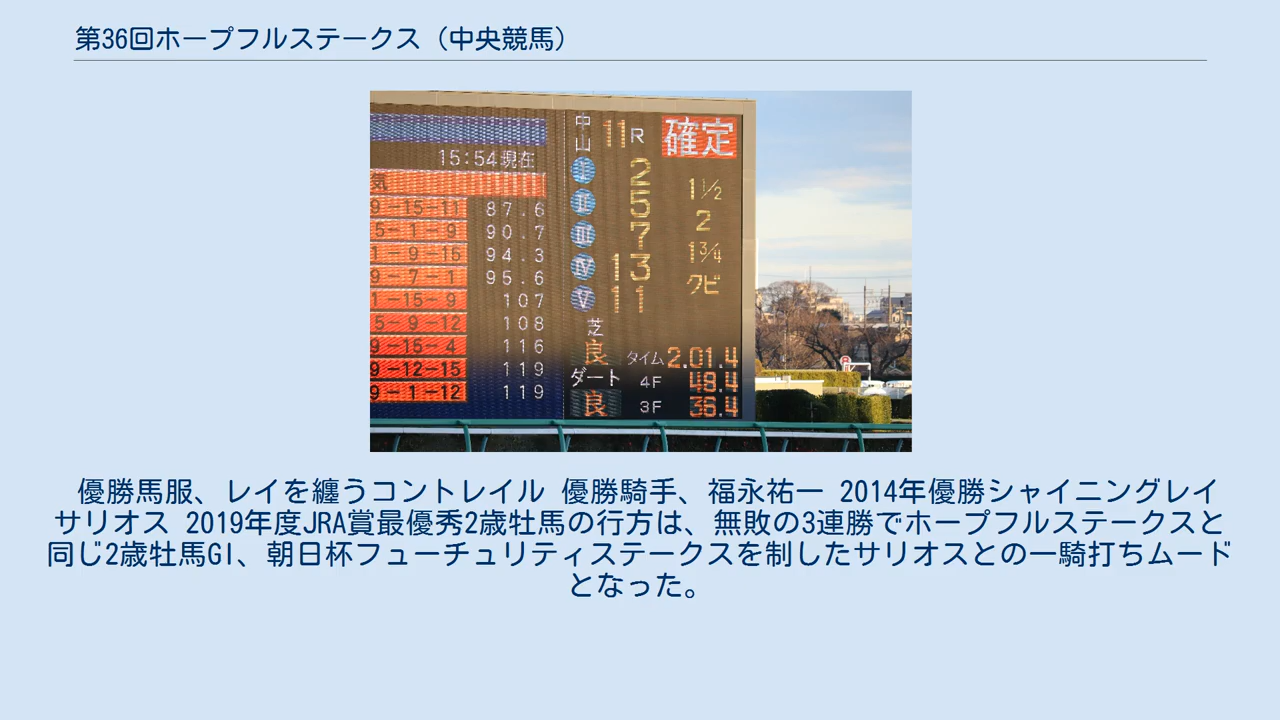 第36回ホープフルステークス（中央競馬）
15:54現在
気
9-15-11 87.6
5-1-9 90.7
1-9-15 94.3
9-7-1 95.6
1-15-9 107
5-9-12 108
9-15-4 116
9-12-15 119
9-1-12 119
中山 11R 確定
I 2
1 1/2
II 5
2
III 7
1 3/4
IV 13
クビ
V 11
芝
良 タイム 2.01.4
ダート 4F 48.4
良 3F 36.4
優勝馬服、レイを纏うコントレイル 優勝騎手、福永祐一 2014年優勝シャイニングレイ
サリオス 2019年度JRA賞最優秀2歳牡馬の行方は、無敗の3連勝でホープフルステークスと
同じ2歳牡馬GI、朝日杯フューチュリティステークスを制したサリオスとの一騎打ちムード
となった。